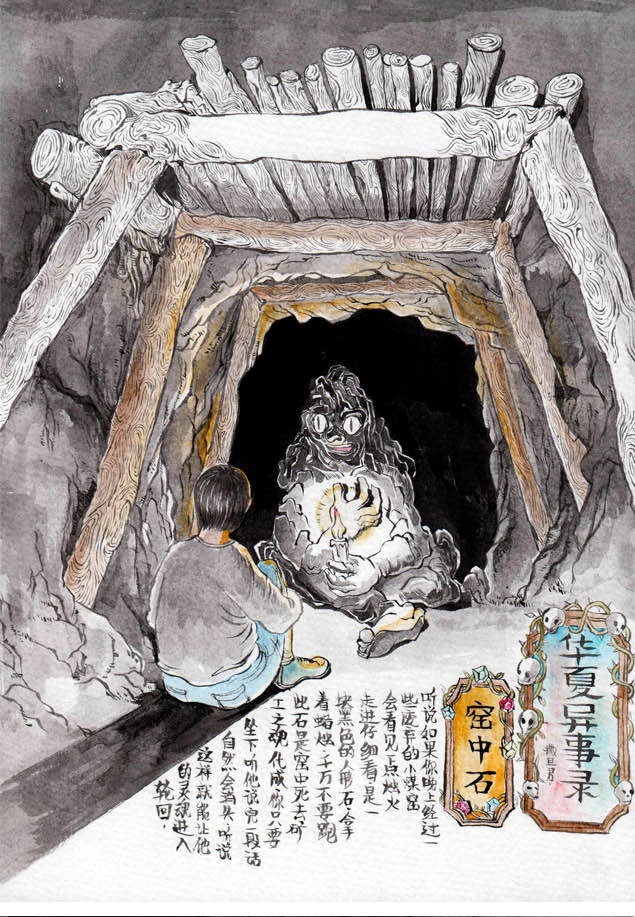 华夏异事录
撒旦君
窑中石
听说如果你晚上经过一
些废弃的小煤窑
会看见一点烛火
走进仔细看是一
块黑色的人形石拿
着蜡烛,千万不要跑
此石是窑中死去矿
工之魂化成,你只要
坐下听他说完一段话
自然会消失,听说
这样就能让他
的灵魂进入
轮回.